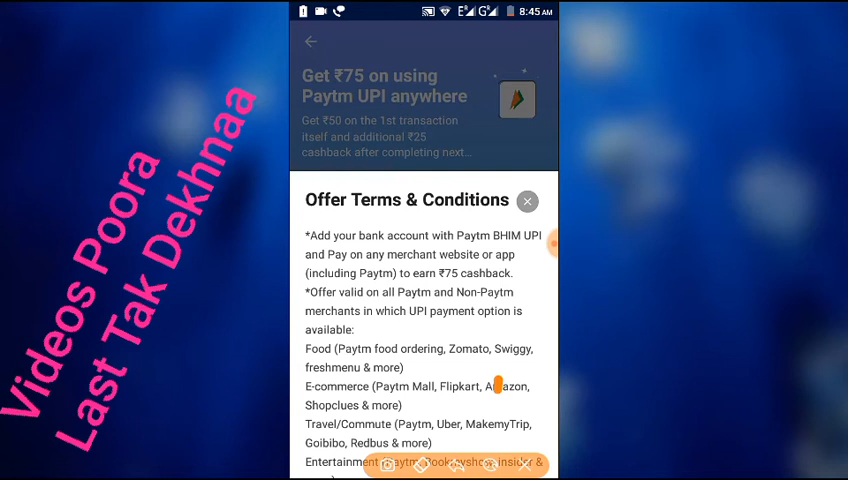 Videos Poora
Last Tak Dekhnaa
8:45 AM
Get ₹75 on using
Paytm UPI anywhere
Get ₹50 on the 1st transaction
itself and additional ₹25
cashback after completing next...
Offer Terms & Conditions
*Add your bank account with Paytm BHIM UPI
and Pay on any merchant website or app
(including Paytm) to earn ₹75 cashback.
*Offer valid on all Paytm and Non-Paytm
merchants in which UPI payment option is
available:
Food (Paytm food ordering, Zomato, Swiggy,
freshmenu & more)
E-commerce (Paytm Mall, Flipkart, Amazon,
Shopclues & more)
Travel/Commute (Paytm, Uber, MakemyTrip,
Goibibo, Redbus & more)
Entertainment (Paytm, Bookmyshow, insider &